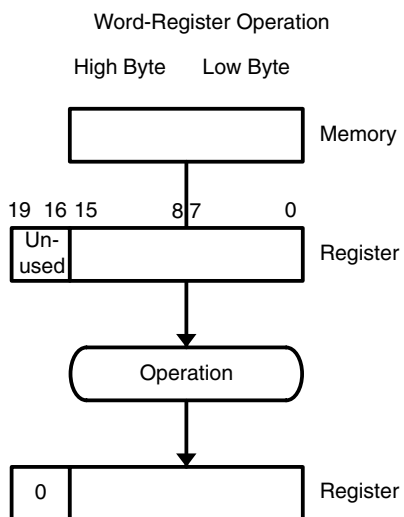 Word-Register Operation
High Byte Low Byte
Memory
19 16 15 8 7 0
Un-
used
Register
Operation
0
Register